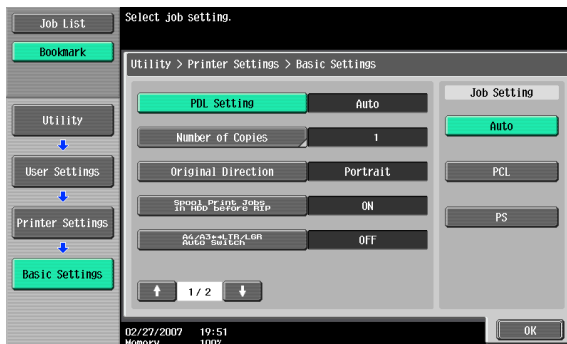 Job List
Bookmark
Utility
User Settings
Printer Settings
Basic Settings
Select job setting.
Utility > Printer Settings > Basic Settings
PDL Setting
Auto
Number of Copies
1
Original Direction
Portrait
Spool Print Jobs
in HDD before RIP
ON
A4/A3↔LTR/LGR
Auto Switch
OFF
1/ 2
Job Setting
Auto
PCL
PS
02/27/2007 19:51
Memory 100%
OK